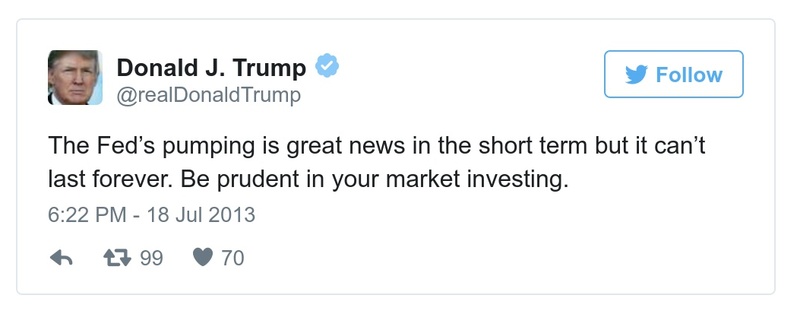 Donald J. Trump
@realDonaldTrump
Follow
The Fed’s pumping is great news in the short term but it can’t
last forever. Be prudent in your market investing.
6:22 PM - 18 Jul 2013
99 70